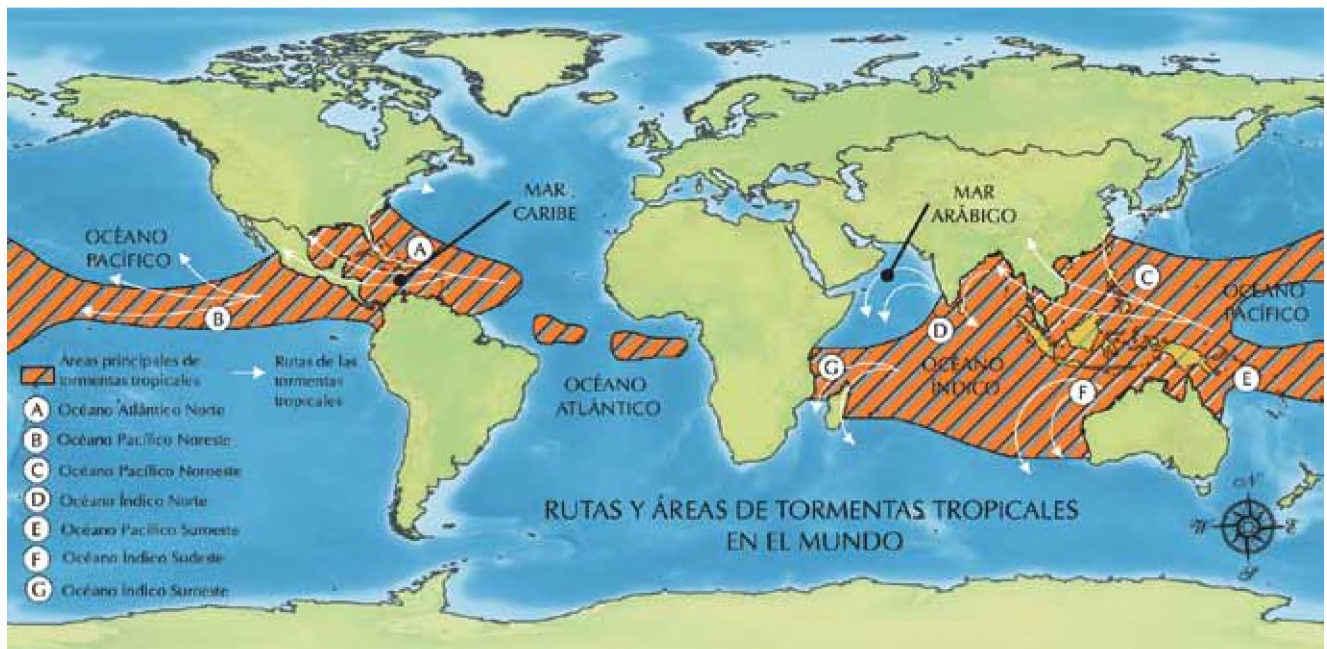 MAR
CARIBE
MAR
ARÁBIGO
OCÉANO
PACÍFICO
A
C
OCÉANO
PACÍFICO
B
D
G
OCÉANO
ÍNDICO
E
F
Áreas principales de
tormentas tropicales
Rutas de las
tormentas
tropicales
OCÉANO
ATLÁNTICO
A Océano Atlántico Norte
B Océano Pacífico Noreste
C Océano Pacífico Noroeste
D Océano Índico Norte
E Océano Pacífico Suroeste
F Océano Índico Sudeste
G Océano Índico Suroeste
RUTAS Y ÁREAS DE TORMENTAS TROPICALES
EN EL MUNDO
N
W E
S